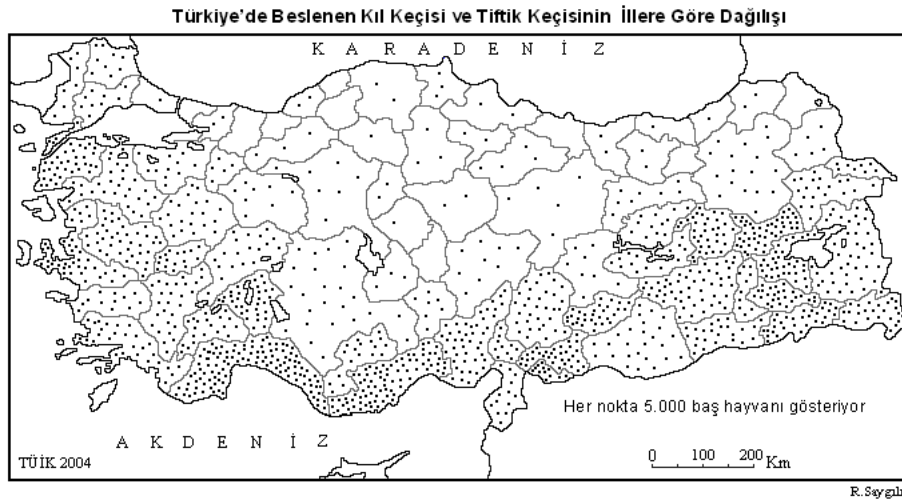 Türkiye'de Beslenen Kıl Keçisi ve Tiftik Keçisinin İllere Göre Dağılışı
K A R A D E N İ Z
Her nokta 5.000 baş hayvanı gösteriyor
A K D E N İ Z
TÜİK 2004
0 100 200 Km
R.Saygılı